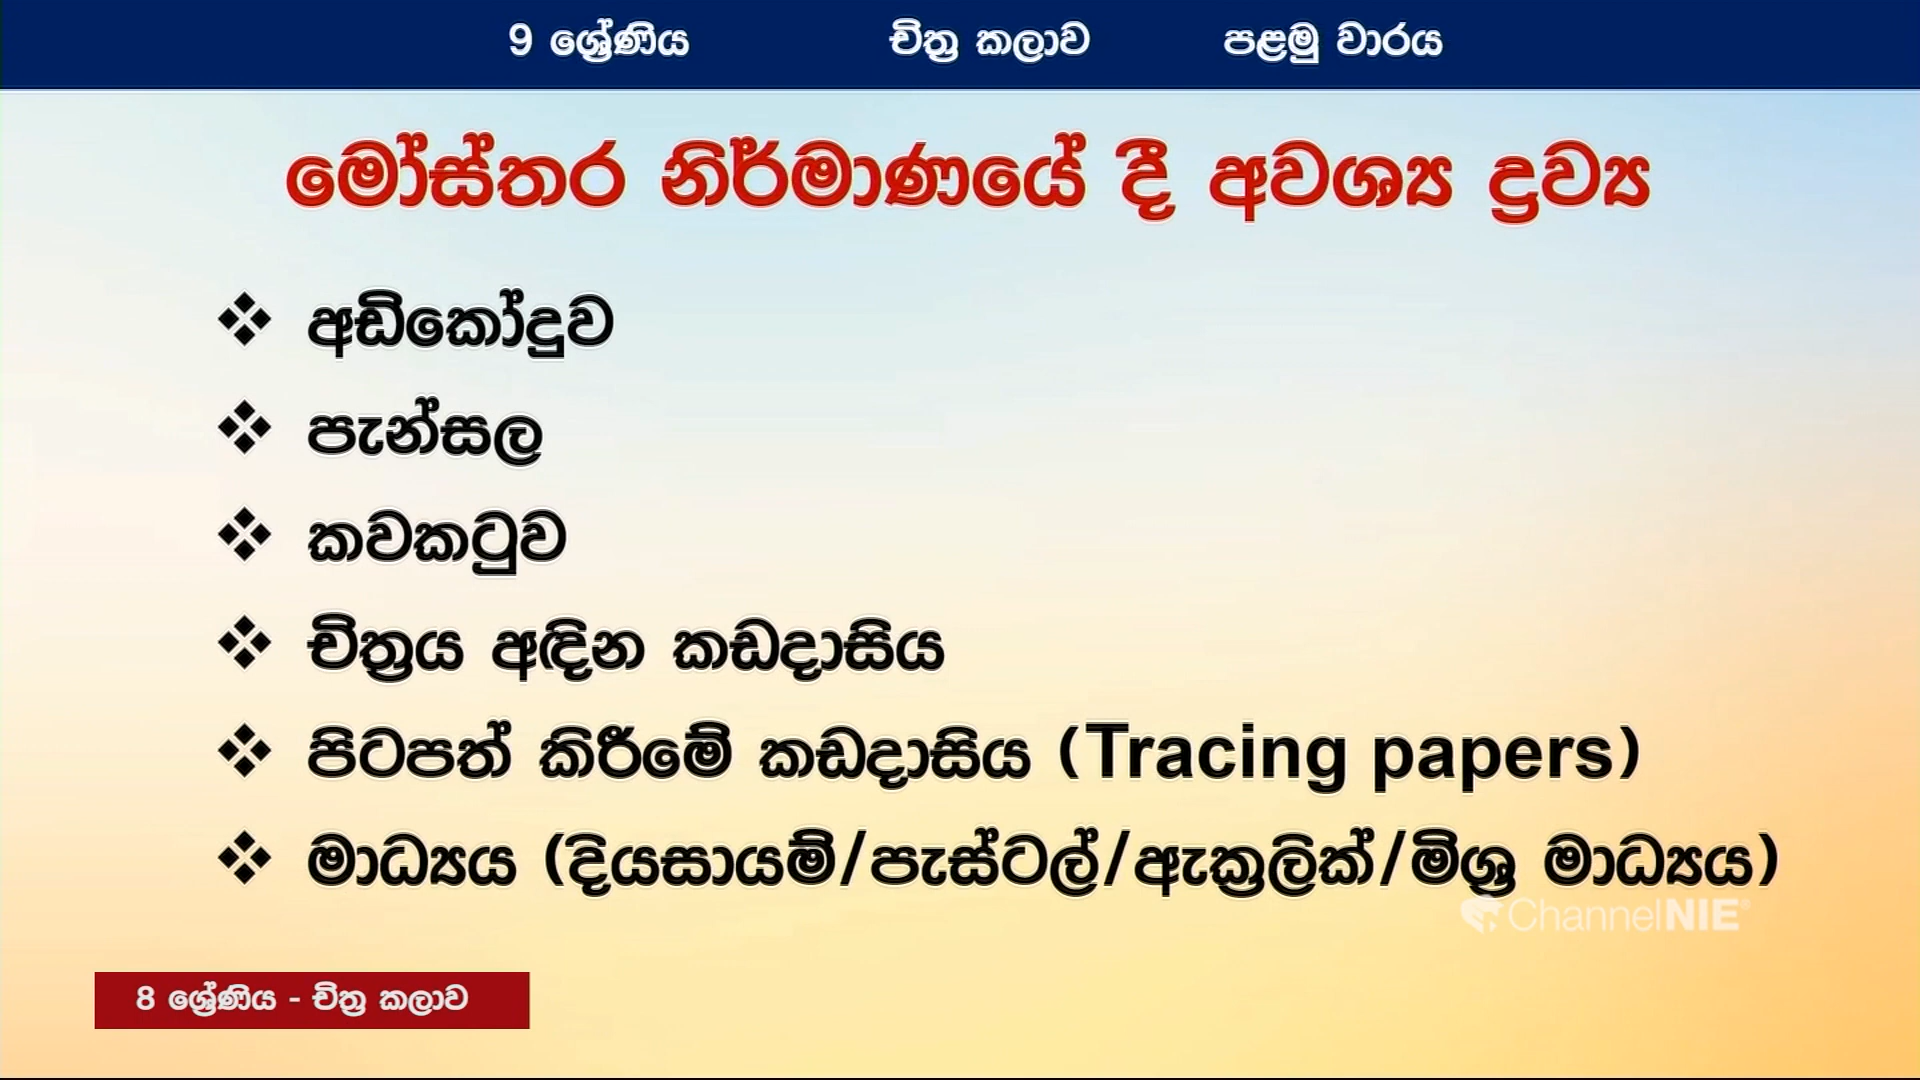 9 ශ්‍රේණිය චිත්‍ර කලාව පළමු වාරය
මෝස්තර නිර්මාණයේ දී අවශ්‍ය ද්‍රව්‍ය
❖ අඩිකෝදුව
❖ පැන්සල
❖ කවකටුව
❖ චිත්‍රය අඳින කඩදාසිය
❖ පිටපත් කිරීමේ කඩදාසිය (Tracing papers)
❖ මාධ්‍යය (දියසායම්/පැස්ටල්/ඇක්‍රලික්/මිශ්‍ර මාධ්‍යය)
ChannelNIE®
8 ශ්‍රේණිය - චිත්‍ර කලාව